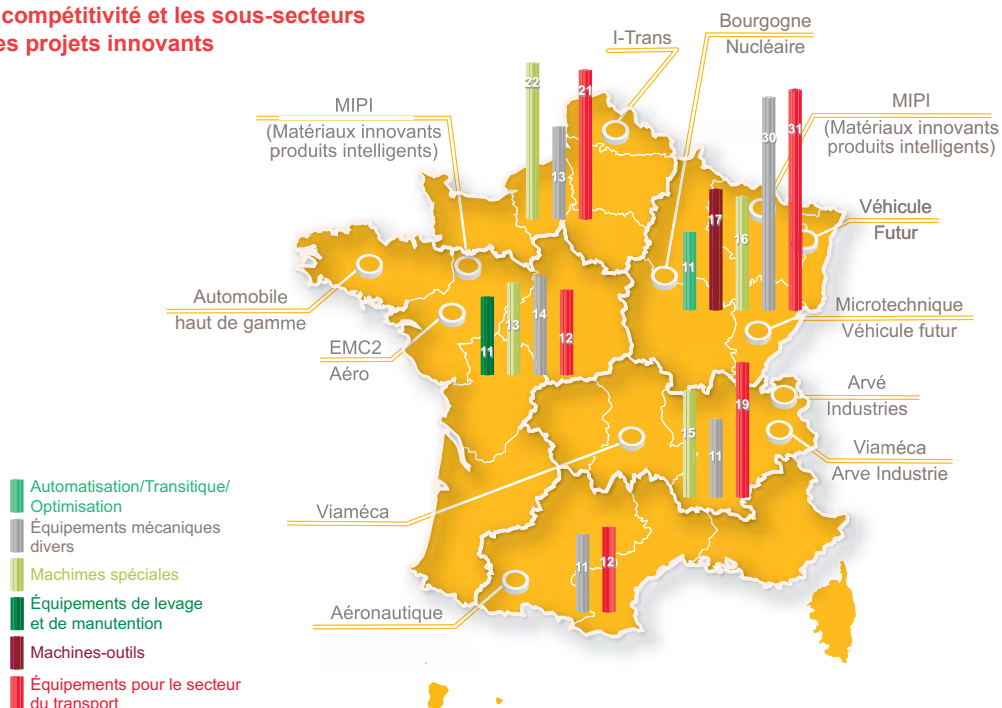 compétitivité et les sous-secteurs
es projets innovants
I-Trans
Bourgogne
Nucléaire
MIPI
(Matériaux innovants
produits intelligents)
MIPI
(Matériaux innovants
produits intelligents)
Véhicule
Futur
Automobile
haut de gamme
EMC2
Aéro
Microtechnique
Véhicule futur
Arvé
Industries
Viaméca
Arve Industrie
Viaméca
Aéronautique
22
13
21
11
17
16
30
31
11
13
14
12
15
11
19
11
12
Automatisation/Transitique/
Optimisation
Équipements mécaniques
divers
Machimes spéciales
Équipements de levage
et de manutention
Machines-outils
Équipements pour le secteur
du transport